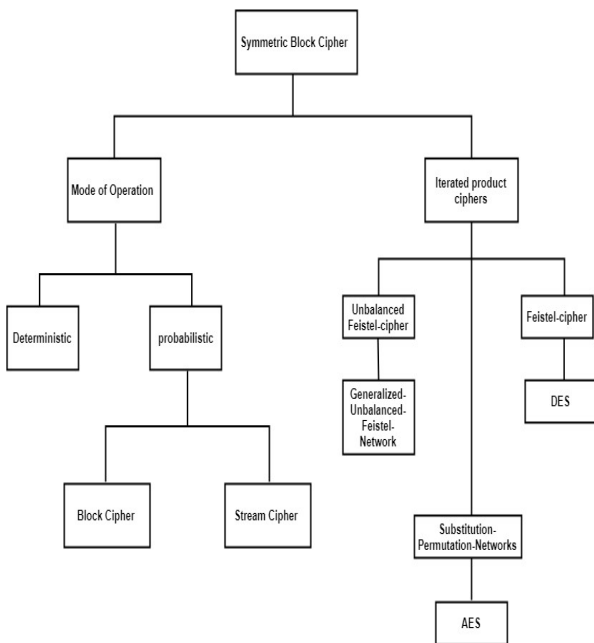 Symmetric Block Cipher
Mode of Operation
Iterated product
ciphers
Deterministic
probabilistic
Unbalanced
Feistel-cipher
Feistel-cipher
Generalized-
Unbalanced-
Feistel-
Network
DES
Block Cipher
Stream Cipher
Substitution-
Permutation-Networks
AES